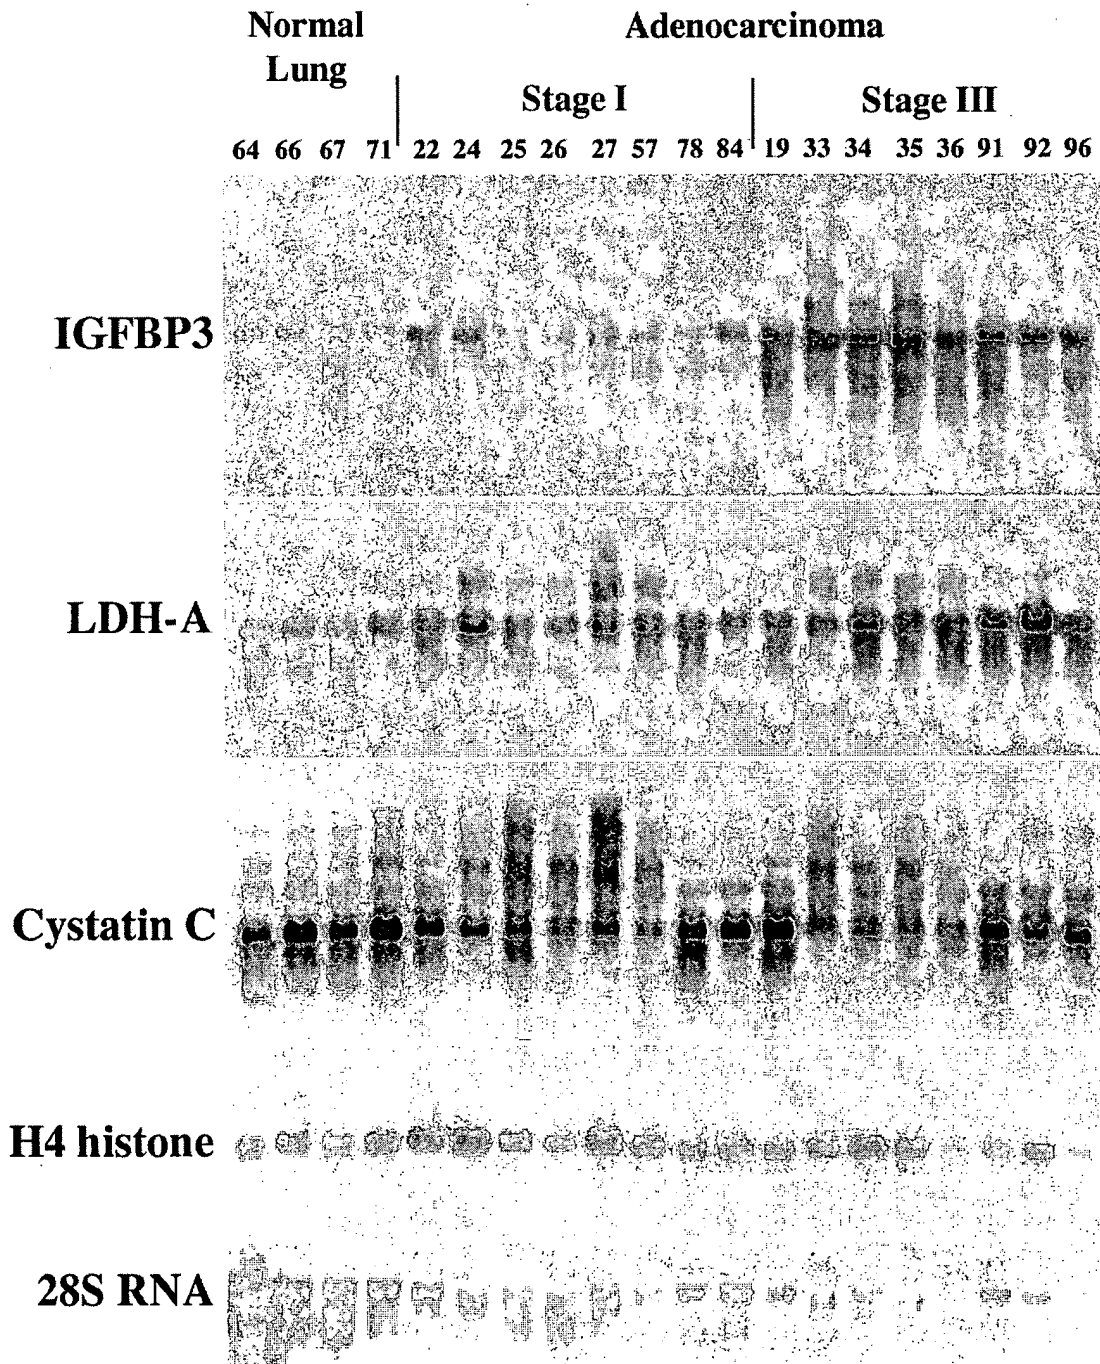 Normal
Lung
Adenocarcinoma
Stage I
Stage III
64 66 67 71 22 24 25 26 27 57 78 84 19 33 34 35 36 91 92 96
IGFBP3
LDH-A
Cystatin C
H4 histone
28S RNA